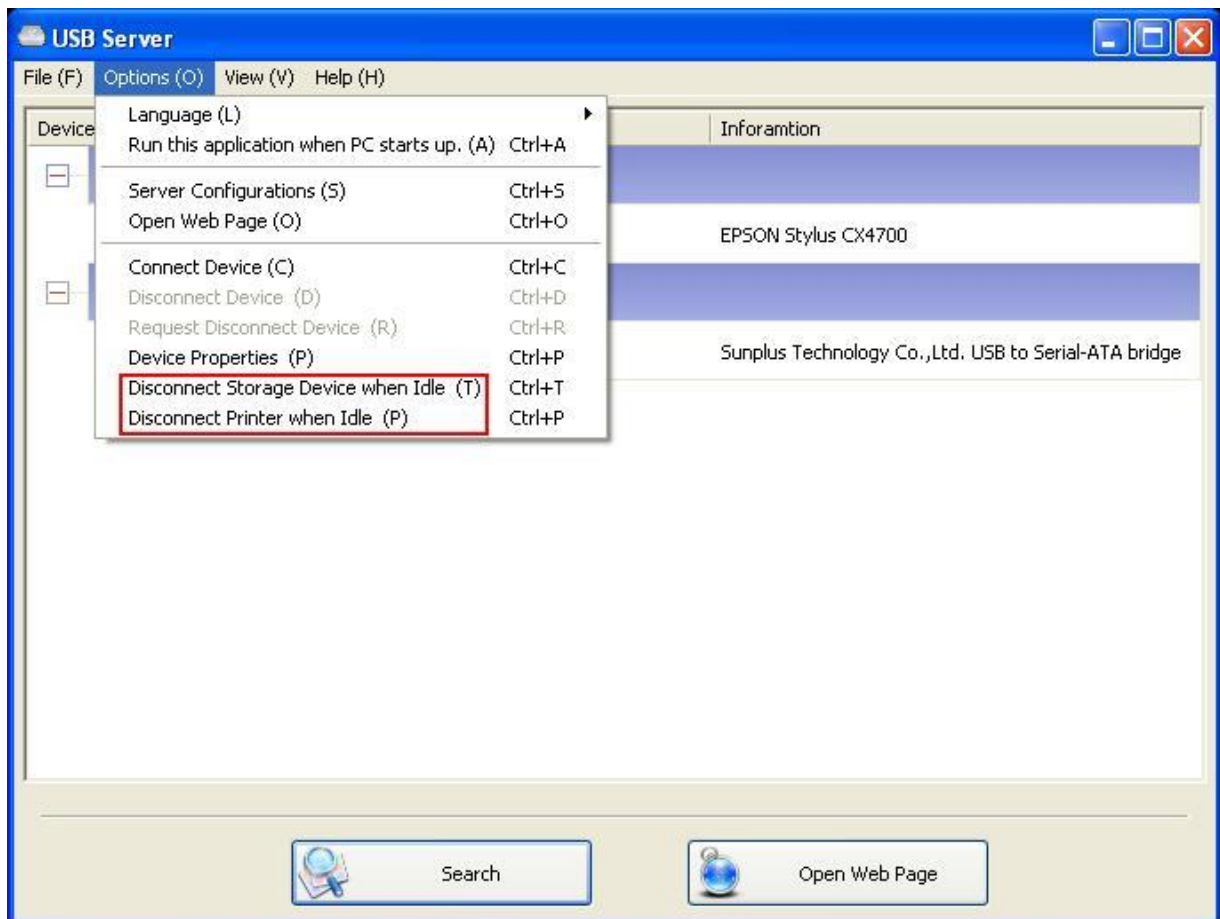 USB Server
File (F) Options (O) View (V) Help (H)
Device Inforamtion
Language (L)
Run this application when PC starts up. (A) Ctrl+A
Server Configurations (S) Ctrl+S
Open Web Page (O) Ctrl+O
EPSON Stylus CX4700
Connect Device (C) Ctrl+C
Disconnect Device (D) Ctrl+D
Request Disconnect Device (R) Ctrl+R
Device Properties (P) Ctrl+P
Sunplus Technology Co.,Ltd. USB to Serial-ATA bridge
Disconnect Storage Device when Idle (T) Ctrl+T
Disconnect Printer when Idle (P) Ctrl+P
Search
Open Web Page